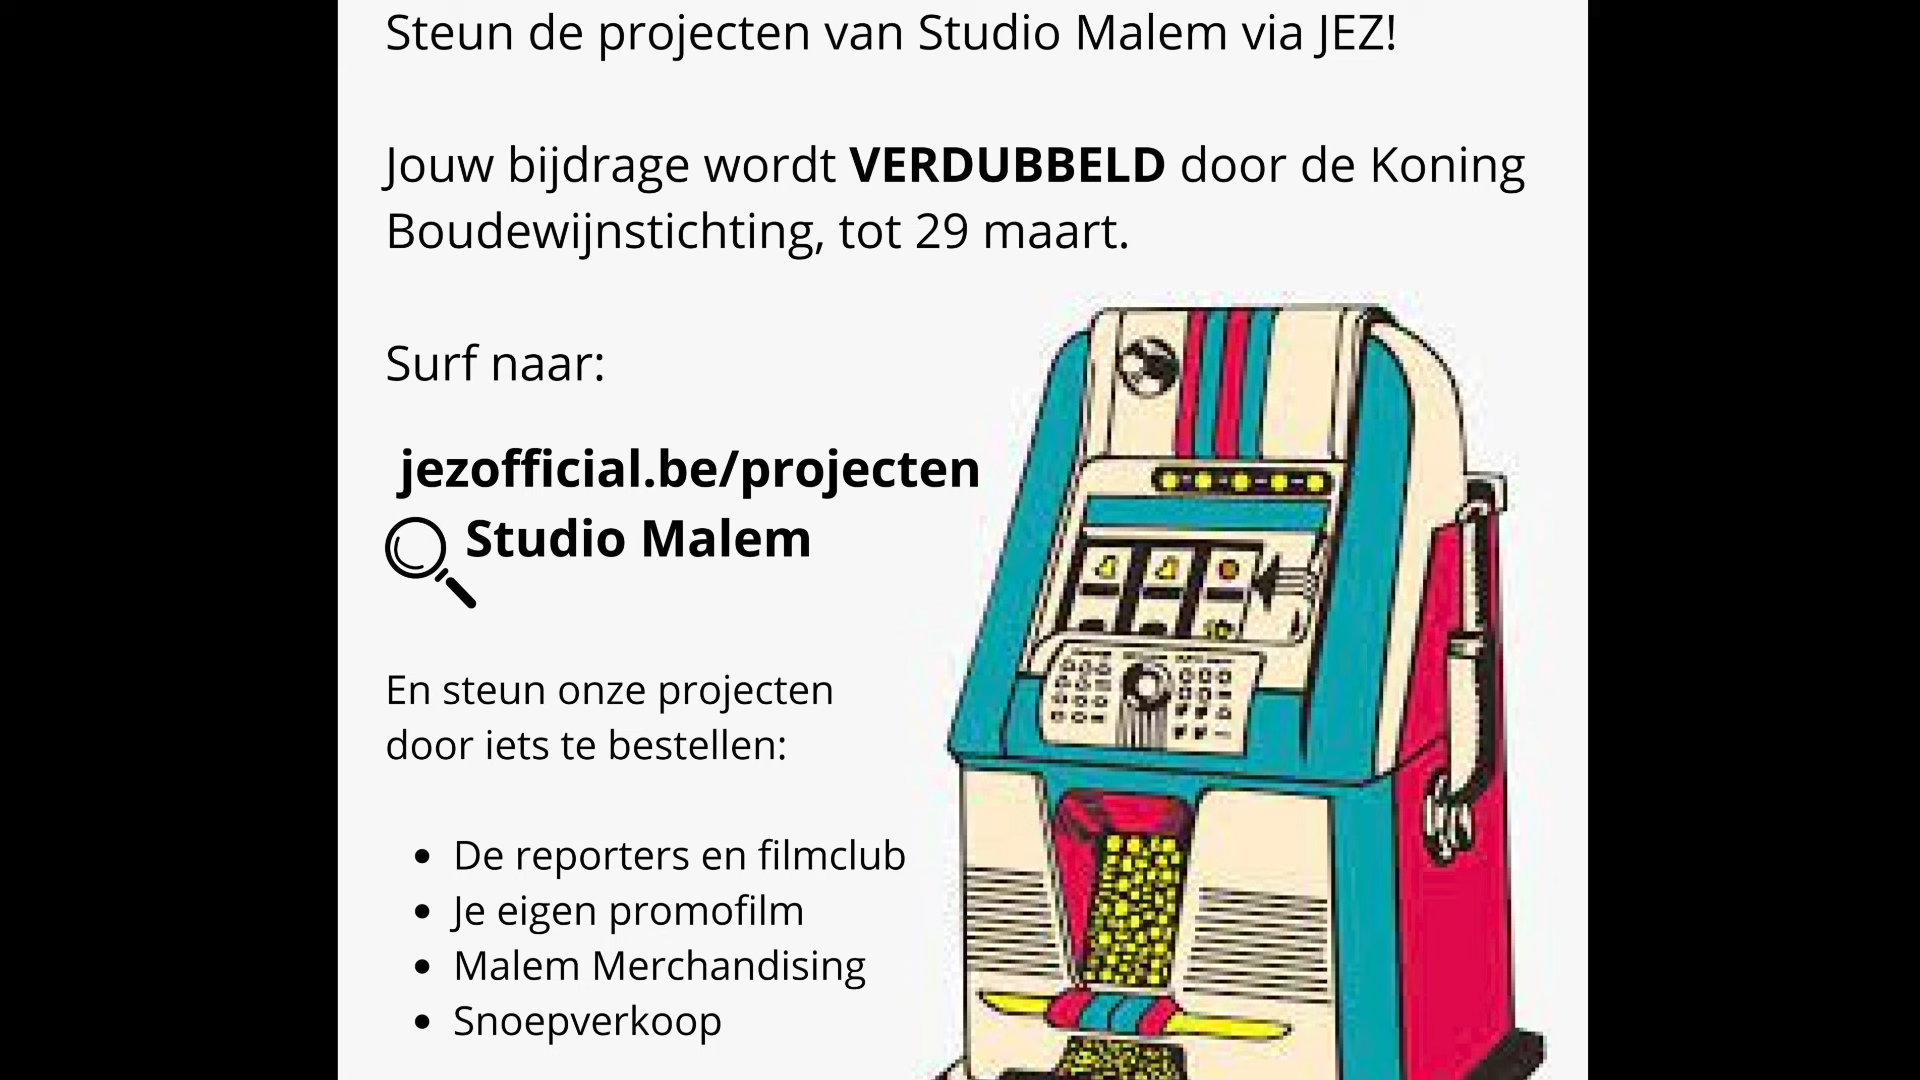 Steun de projecten van Studio Malem via JEZ!
Jouw bijdrage wordt VERDUBBELD door de Koning
Boudewijnstichting, tot 29 maart.
Surf naar:
jezofficial.be/projecten
Studio Malem
En steun onze projecten
door iets te bestellen:
• De reporters en filmclub
• Je eigen promofilm
• Malem Merchandising
• Snoepverkoop